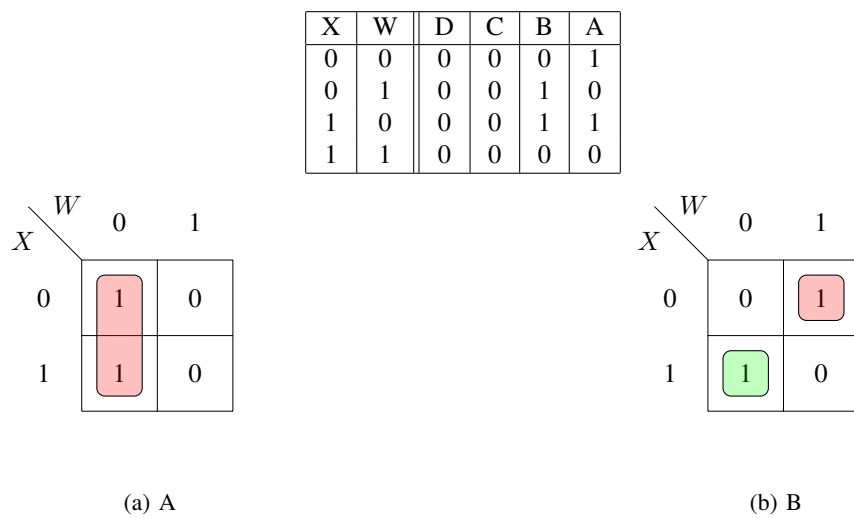 X W D C B A
0 0 0 0 0 1
0 1 0 0 1 0
1 0 0 0 1 1
1 1 0 0 0 0
W
X
0 1
0 1 0
1 1 0
(a) A
W
X
0 1
0 0 1
1 1 0
(b) B